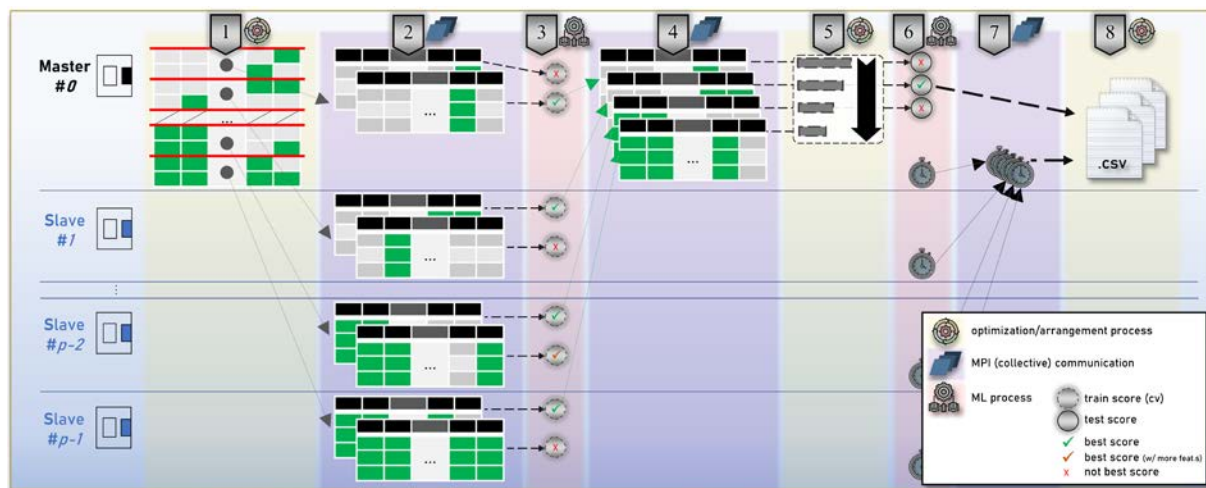 1
2
3
4
5
6
7
8
Master
#0
...
...
...
.csv
Slave
#1
...
...
Slave
#p-2
...
Slave
#p-1
...
optimization/arrangement process
MPI (collective) communication
ML process
train score (cv)
test score
best score
best score (w/ more feat.s)
not best score